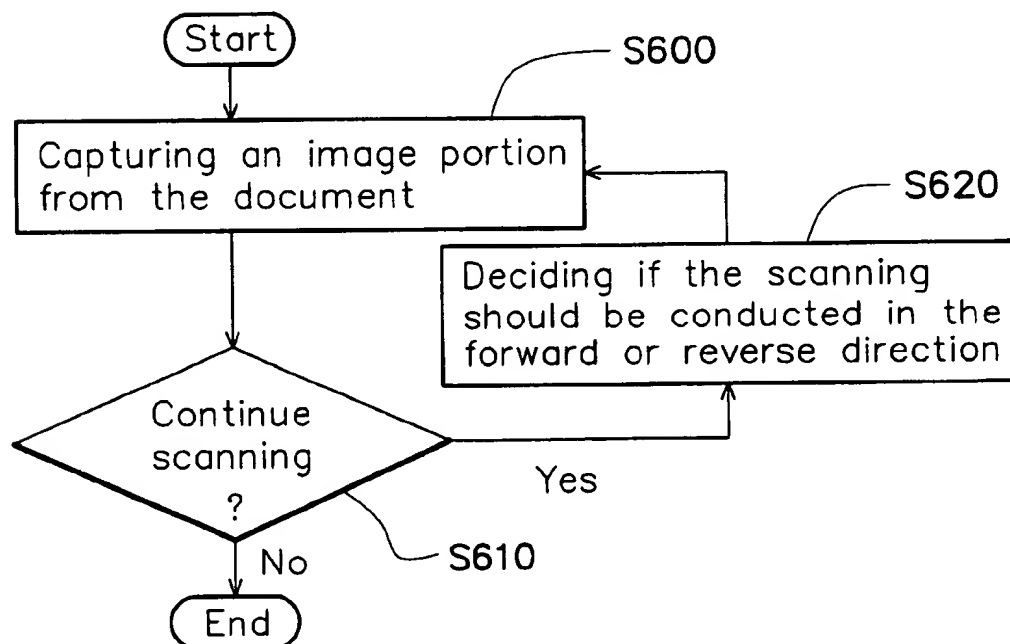 Start
S600
Capturing an image portion
from the document
S620
Deciding if the scanning
should be conducted in the
forward or reverse direction
Continue
scanning
?
Yes
S610
No
End